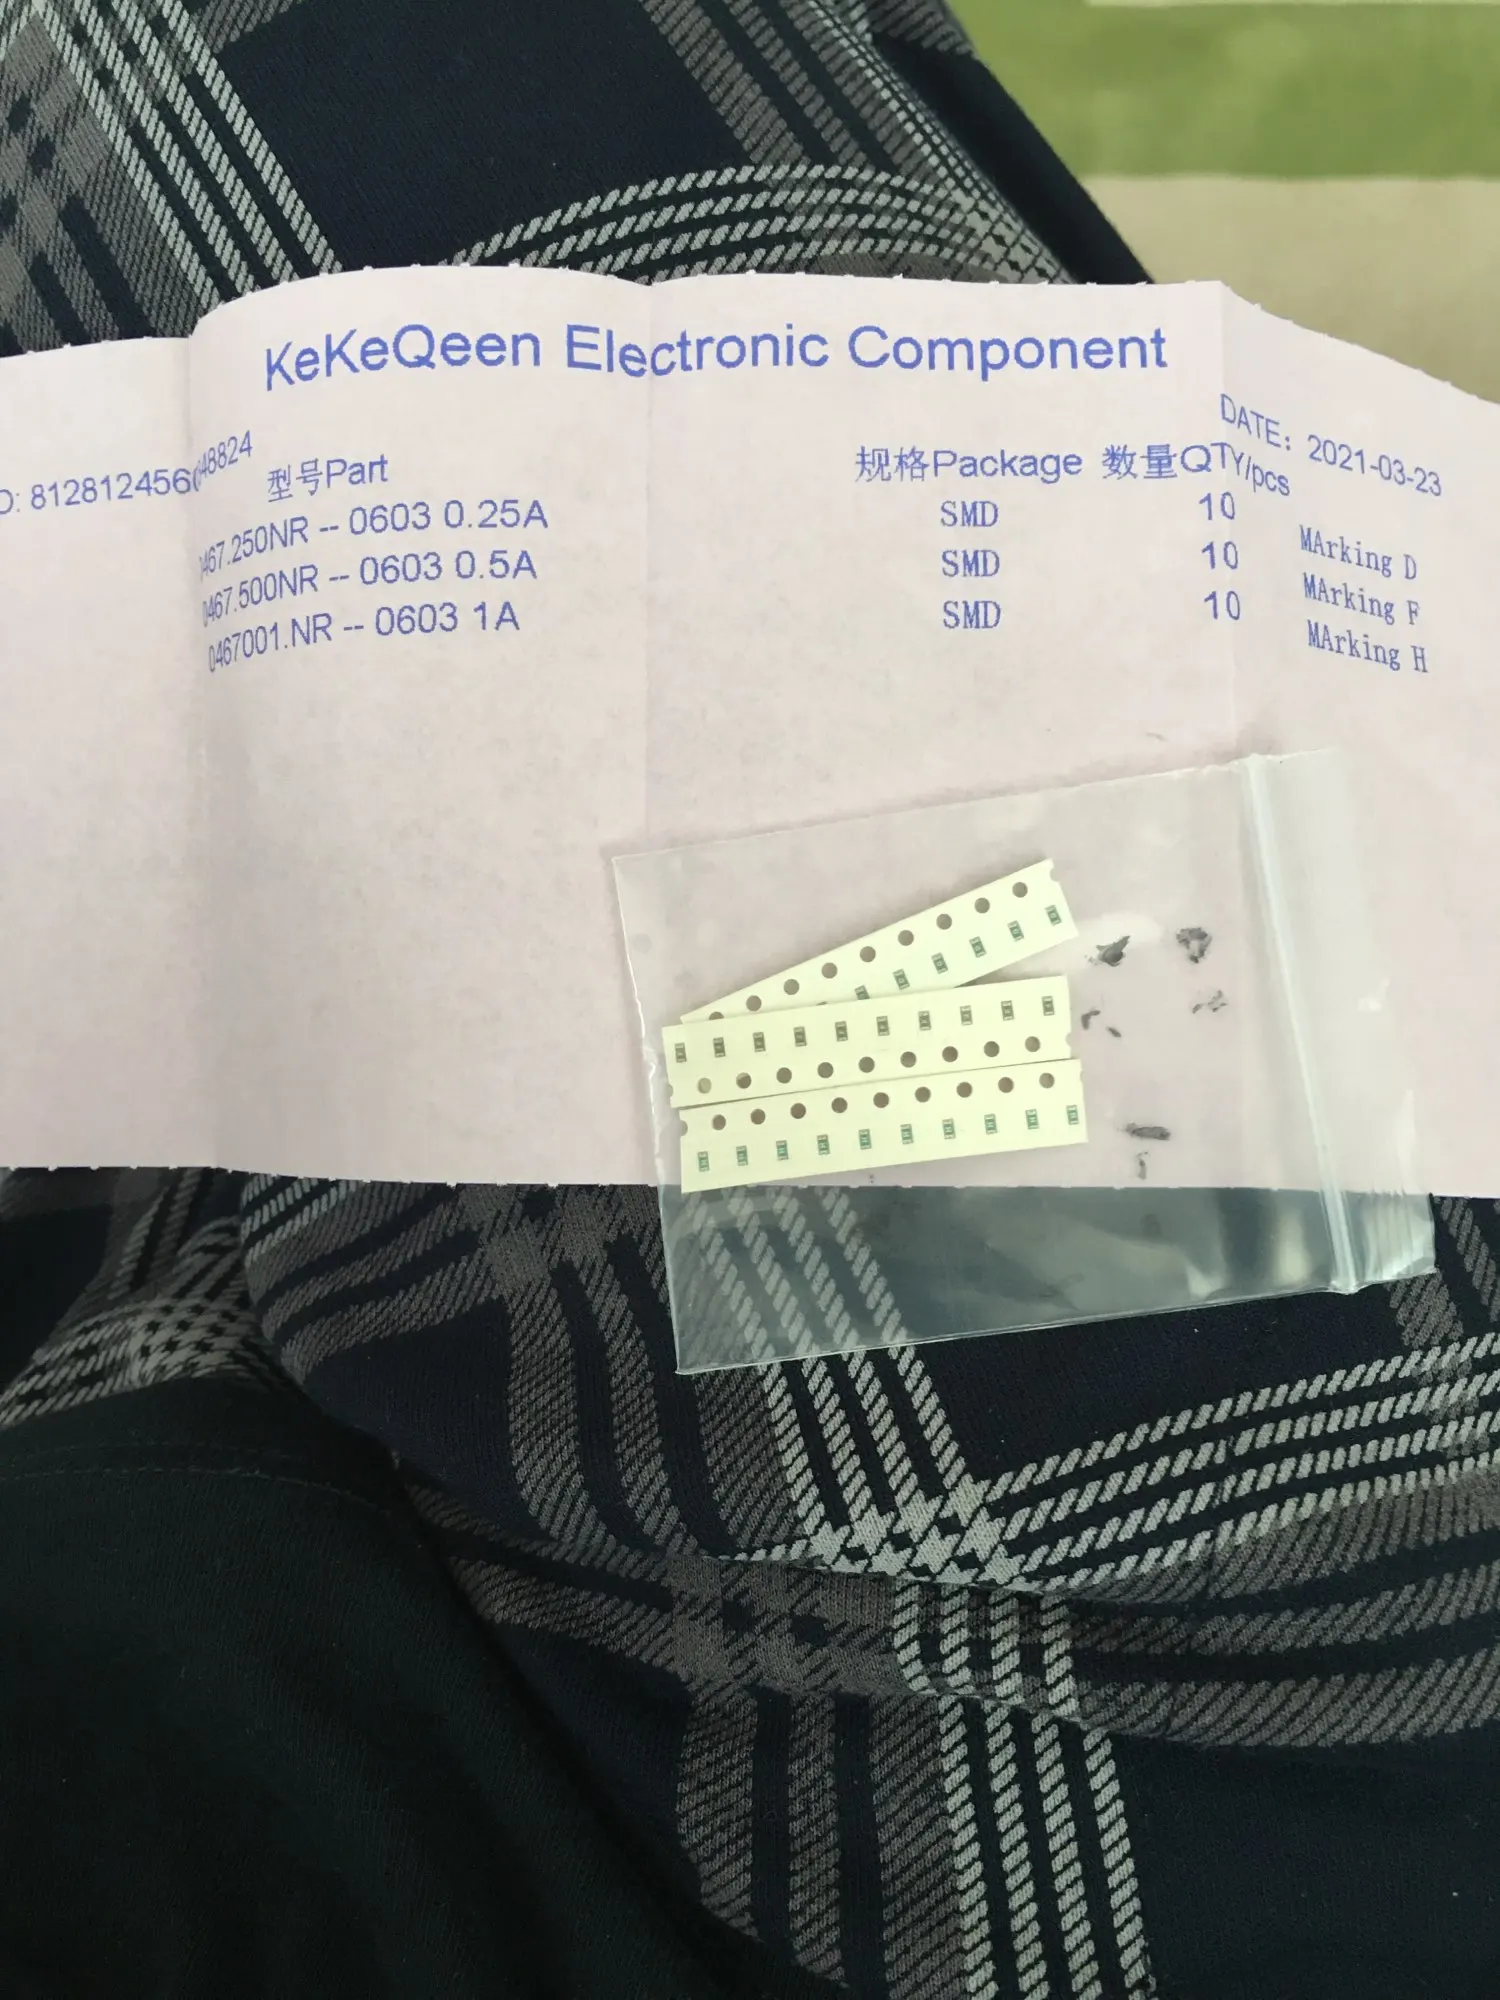 KeKeQeen Electronic Component
DATE: 2021-03-23
型号Part 规格Package 数量QTY/pcs
0467.250NR -- 0603 0.25A SMD 10 MArking D
0467.500NR -- 0603 0.5A SMD 10 MArking F
0467001.NR -- 0603 1A SMD 10 MArking H